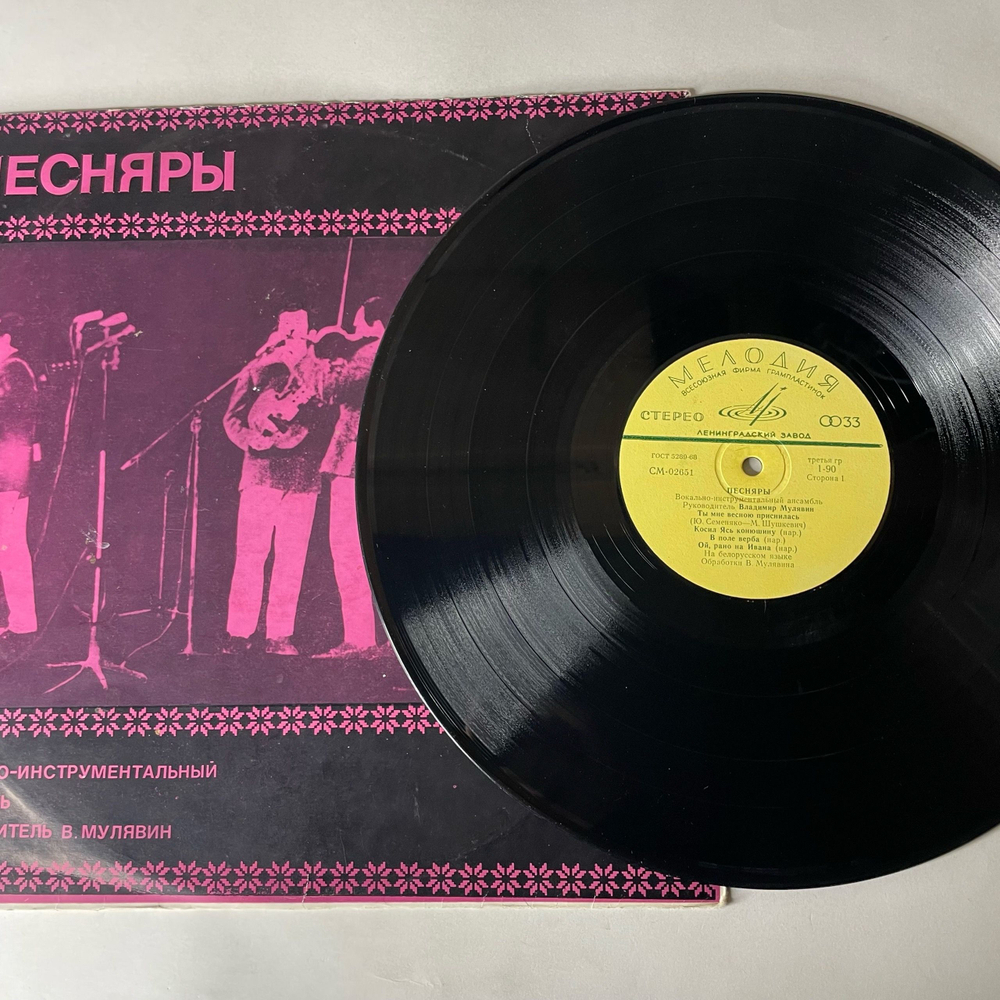 ПЕСНЯРЫ
О-ИНСТРУМЕНТАЛЬНЫЙ
Ь
ИТЕЛЬ В. МУЛЯВИН
МЕЛОДИЯ
ВСЕСОЮЗНАЯ ФИРМА ГРАМПЛАСТИНОК
СТЕРЕО
33
ЛЕНИНГРАДСКИЙ ЗАВОД
ГОСТ 5289-68
СМ-02651
третья гр
1-90
Сторона 1
ПЕСНЯРЫ
Вокально-инструментальный ансамбль
Руководитель Владимир Мулявин
Ты мне весною приснилась
(Ю. Семеняко—М. Шушкевич)
Косил Ясь конюшину (нар.)
В поле верба (нар.)
Ой, рано на Ивана (нар.)
На белорусском языке
Обработки В. Мулявина